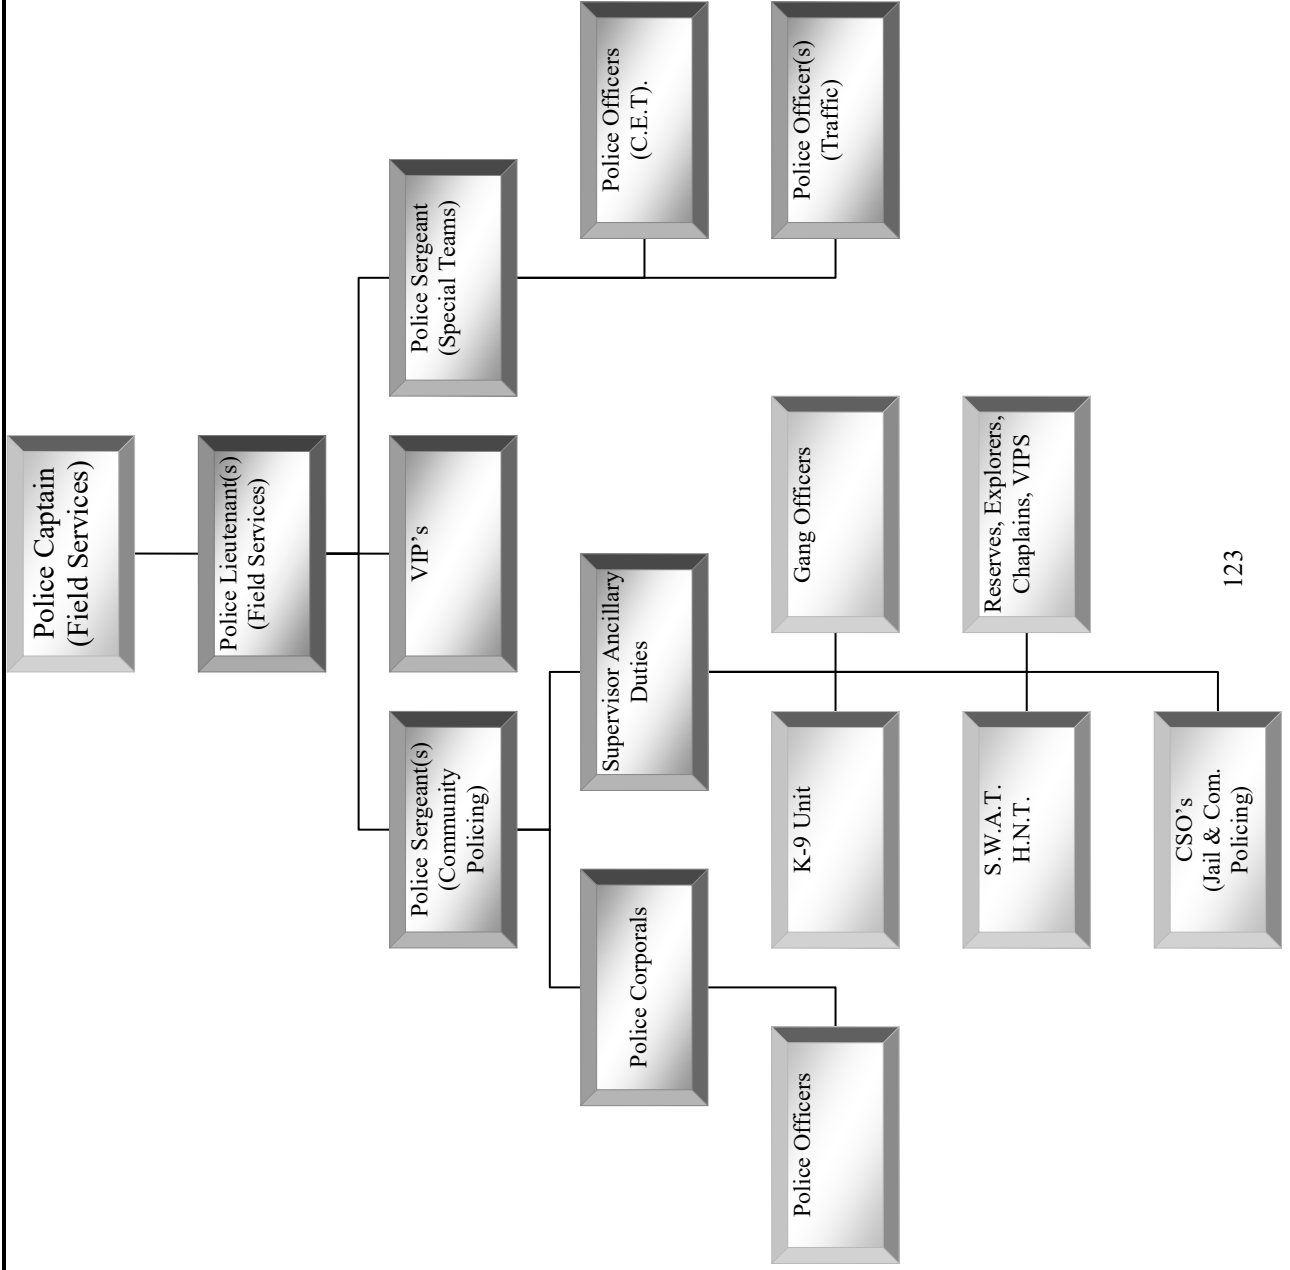 Police Captain
(Field Services)
Police Lieutenant(s)
(Field Services)
Police Sergeant(s)
(Community
Policing)
VIP’s
Police Sergeant
(Special Teams)
Police Corporals
Supervisor Ancillary
Duties
Police Officers
(C.E.T).
Police Officers
K-9 Unit
Gang Officers
Police Officer(s)
(Traffic)
S.W.A.T.
H.N.T.
Reserves, Explorers,
Chaplains, VIPS
CSO’s
(Jail & Com.
Policing)
123